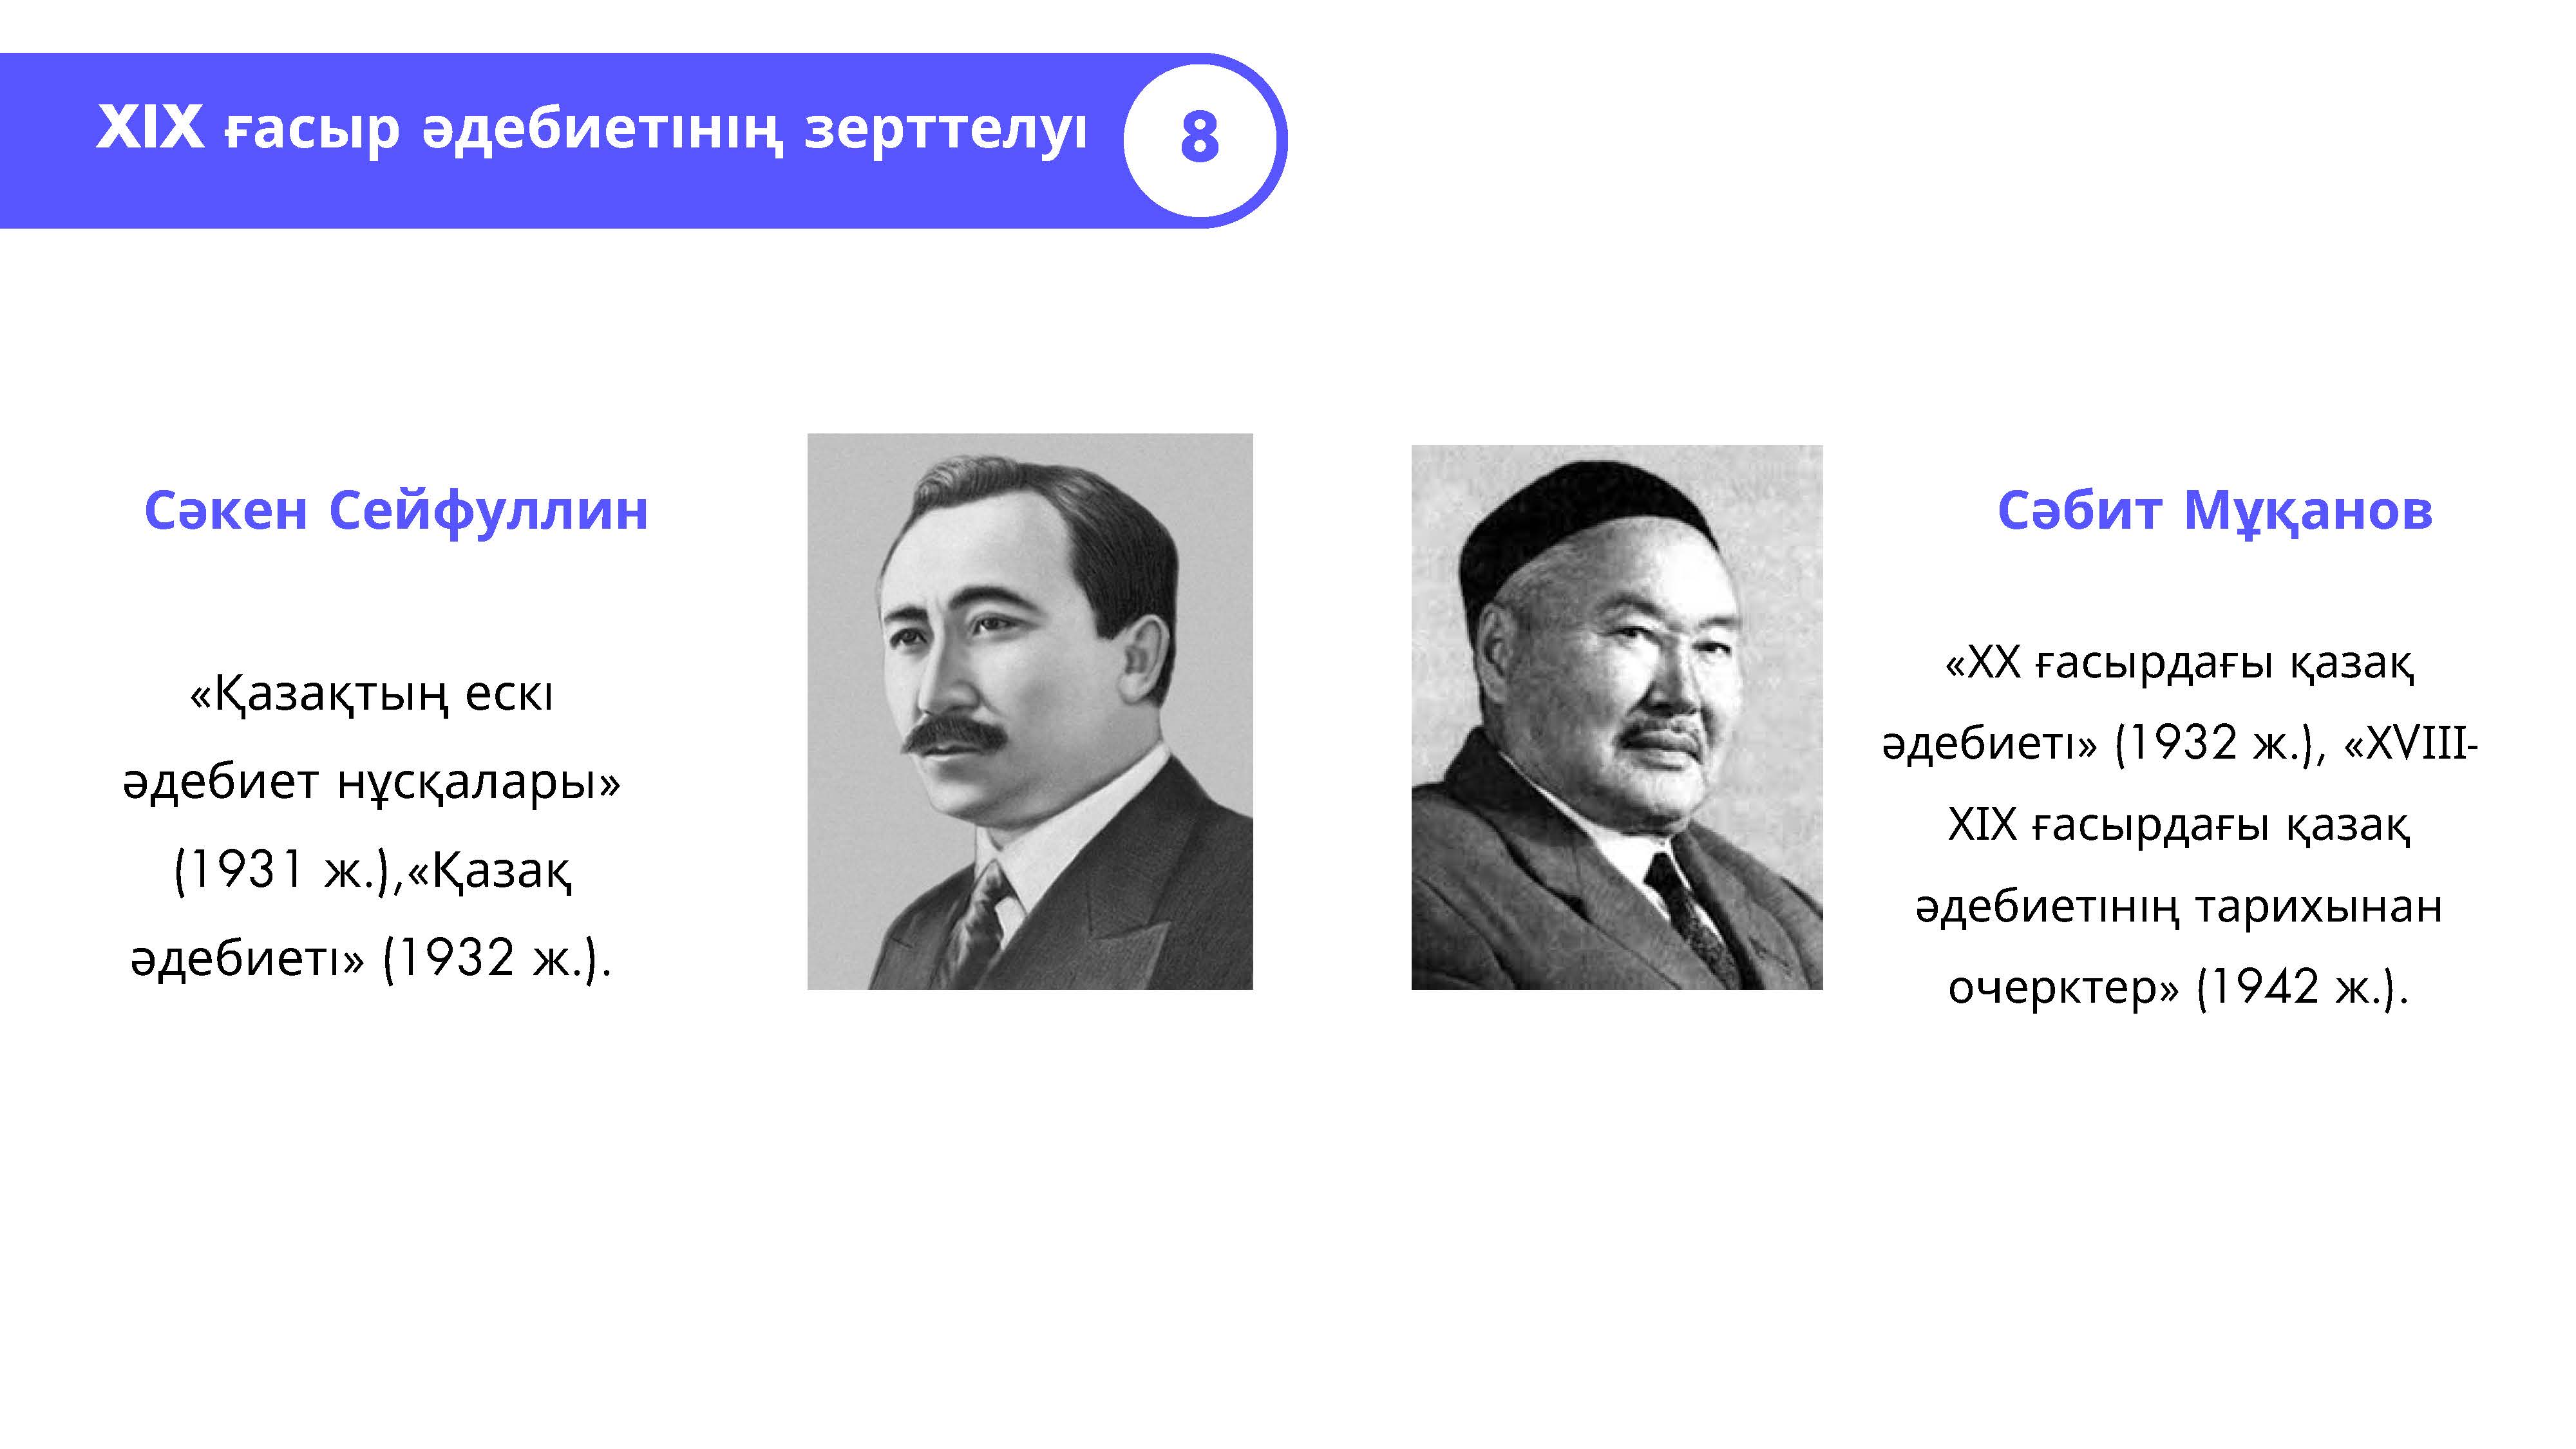 XIX ғасыр әдебиетінің зерттелуі
8
Сәкен Сейфуллин
«Қазақтың ескі
әдебиет нұсқалары»
(1931 ж.),«Қазақ
әдебиеті» (1932 ж.).
Сәбит Мұқанов
«XX ғасырдағы қазақ
әдебиеті» (1932 ж.), «XVIII-
XIX ғасырдағы қазақ
әдебиетінің тарихынан
очерктер» (1942 ж.).